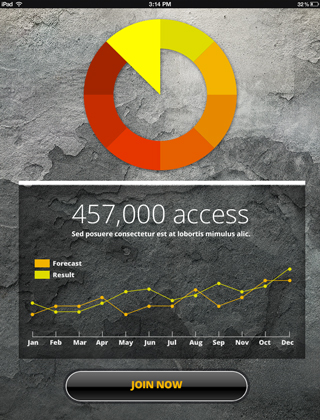 iPad 3:14 PM 32%
457,000 access
Sed posuere consectetur est at lobortis mimulus alic.
Forecast
Result
Jan Feb Mar Apr May Jun Jul Aug Sep Nov Oct Dec
JOIN NOW